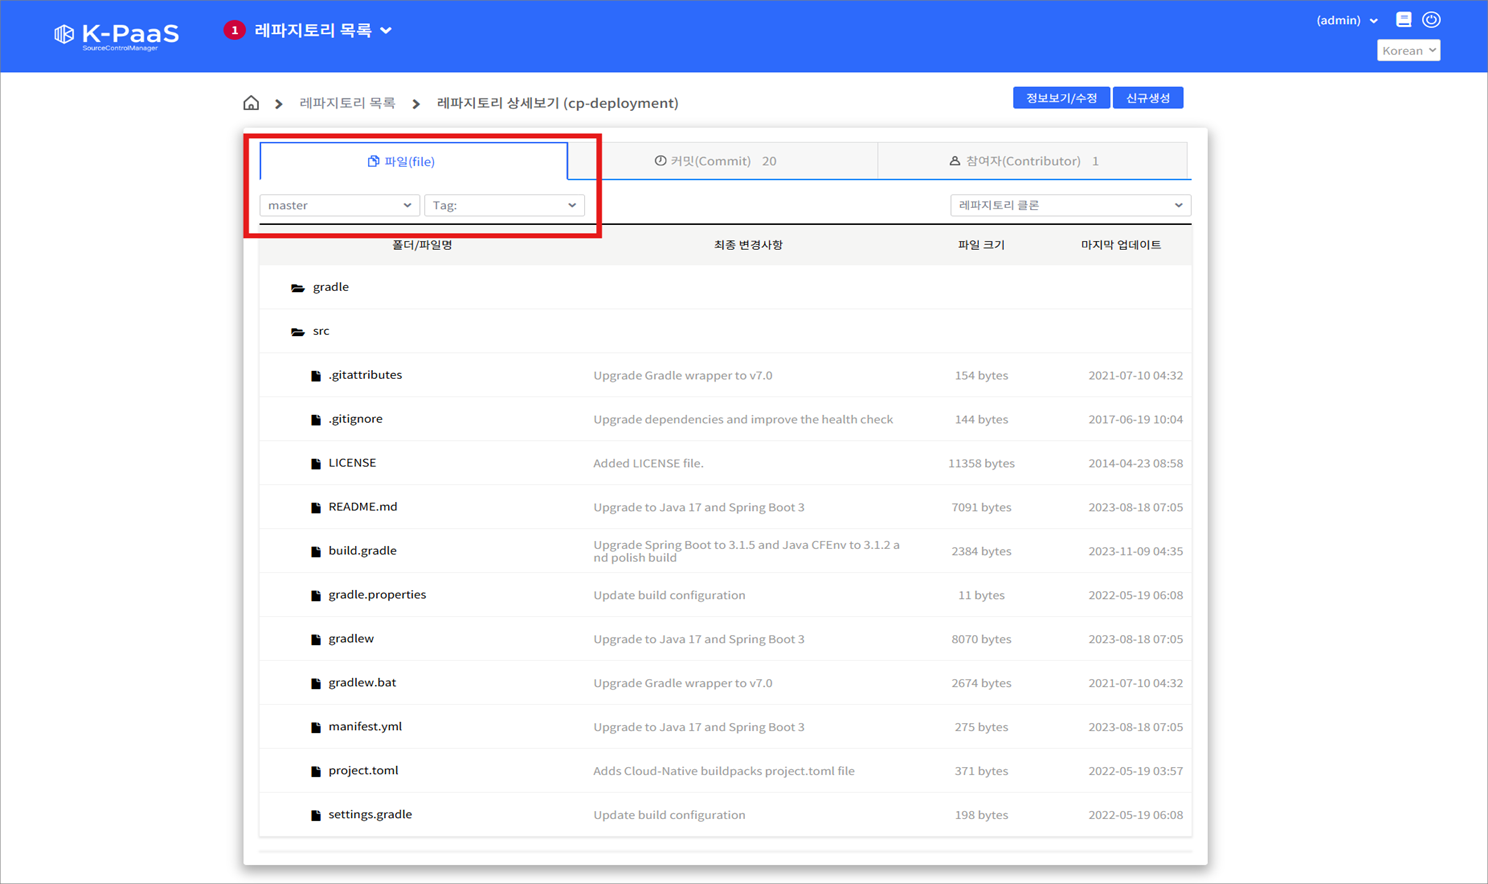 K-PaaS
SourceControlManager
1 레파지토리 목록
(admin)
Korean
레파지토리 목록 레파지토리 상세보기 (cp-deployment)
정보보기/수정 신규생성
파일(file) 커밋(Commit) 20 참여자(Contributor) 1
master Tag: 레파지토리 클론
폴더/파일명 최종 변경사항 파일 크기 마지막 업데이트
gradle
src
.gitattributes Upgrade Gradle wrapper to v7.0 154 bytes 2021-07-10 04:32
.gitignore Upgrade dependencies and improve the health check 144 bytes 2017-06-19 10:04
LICENSE Added LICENSE file. 11358 bytes 2014-04-23 08:58
README.md Upgrade to Java 17 and Spring Boot 3 7091 bytes 2023-08-18 07:05
build.gradle Upgrade Spring Boot to 3.1.5 and Java CFEnv to 3.1.2 a
nd polish build 2384 bytes 2023-11-09 04:35
gradle.properties Update build configuration 11 bytes 2022-05-19 06:08
gradlew Upgrade to Java 17 and Spring Boot 3 8070 bytes 2023-08-18 07:05
gradlew.bat Upgrade Gradle wrapper to v7.0 2674 bytes 2021-07-10 04:32
manifest.yml Upgrade to Java 17 and Spring Boot 3 275 bytes 2023-08-18 07:05
project.toml Adds Cloud-Native buildpacks project.toml file 371 bytes 2022-05-19 03:57
settings.gradle Update build configuration 198 bytes 2022-05-19 06:08